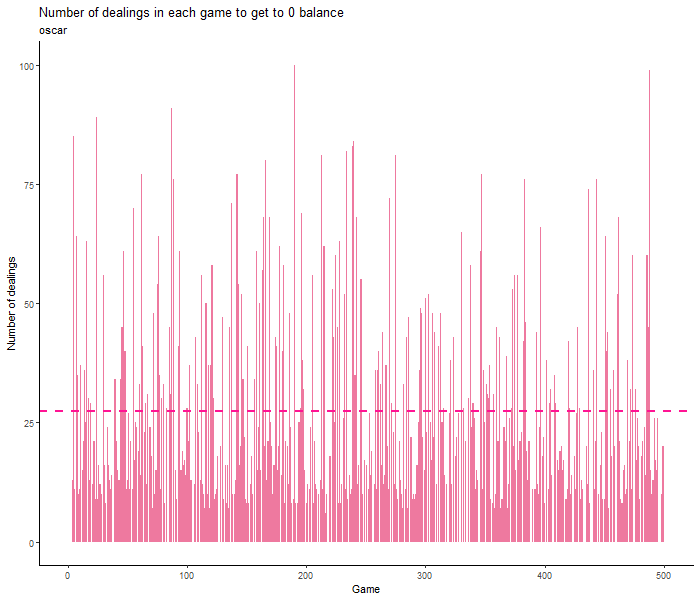 Number of dealings in each game to get to 0 balance
oscar
100
75
50
25
0
Number of dealings
0 100 200 300 400 500
Game